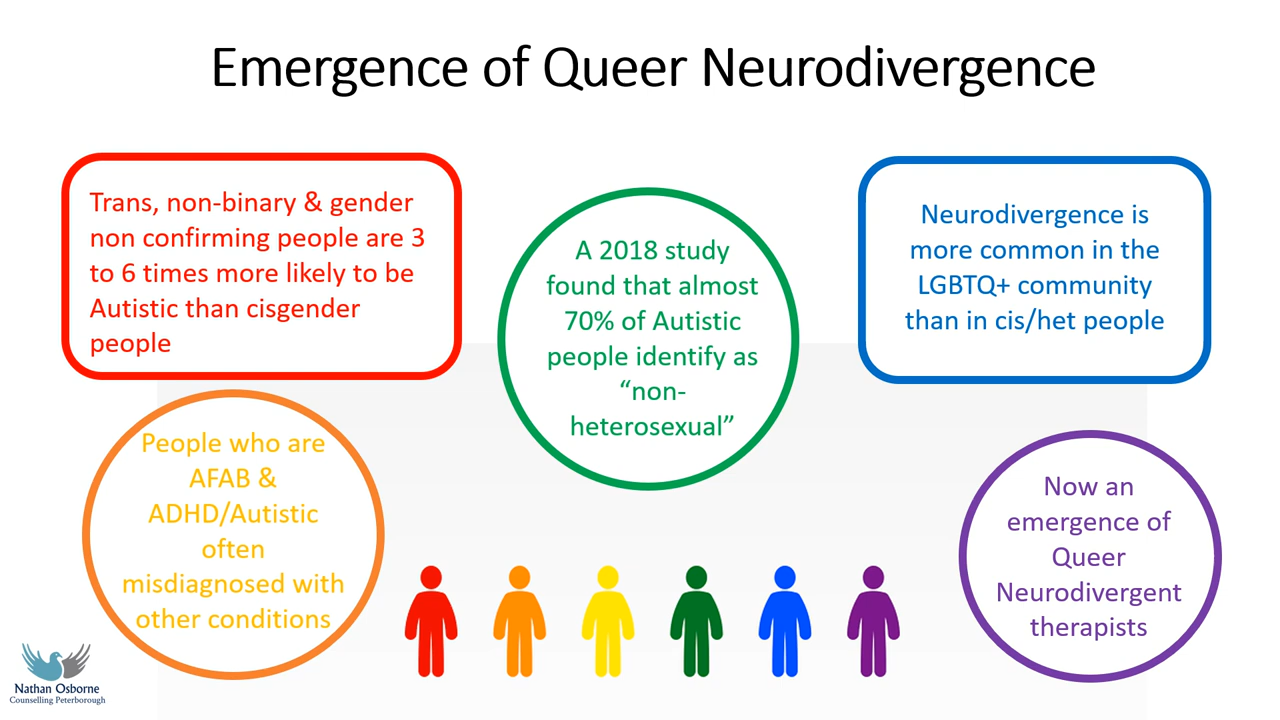 Emergence of Queer Neurodivergence
Trans, non-binary & gender
non confirming people are 3
to 6 times more likely to be
Autistic than cisgender
people
A 2018 study
found that almost
70% of Autistic
people identify as
“non-
heterosexual”
Neurodivergence is
more common in the
LGBTQ+ community
than in cis/het people
People who are
AFAB &
ADHD/Autistic
often
misdiagnosed with
other conditions
Now an
emergence of
Queer
Neurodivergent
therapists
Nathan Osborne
Counselling Peterborough